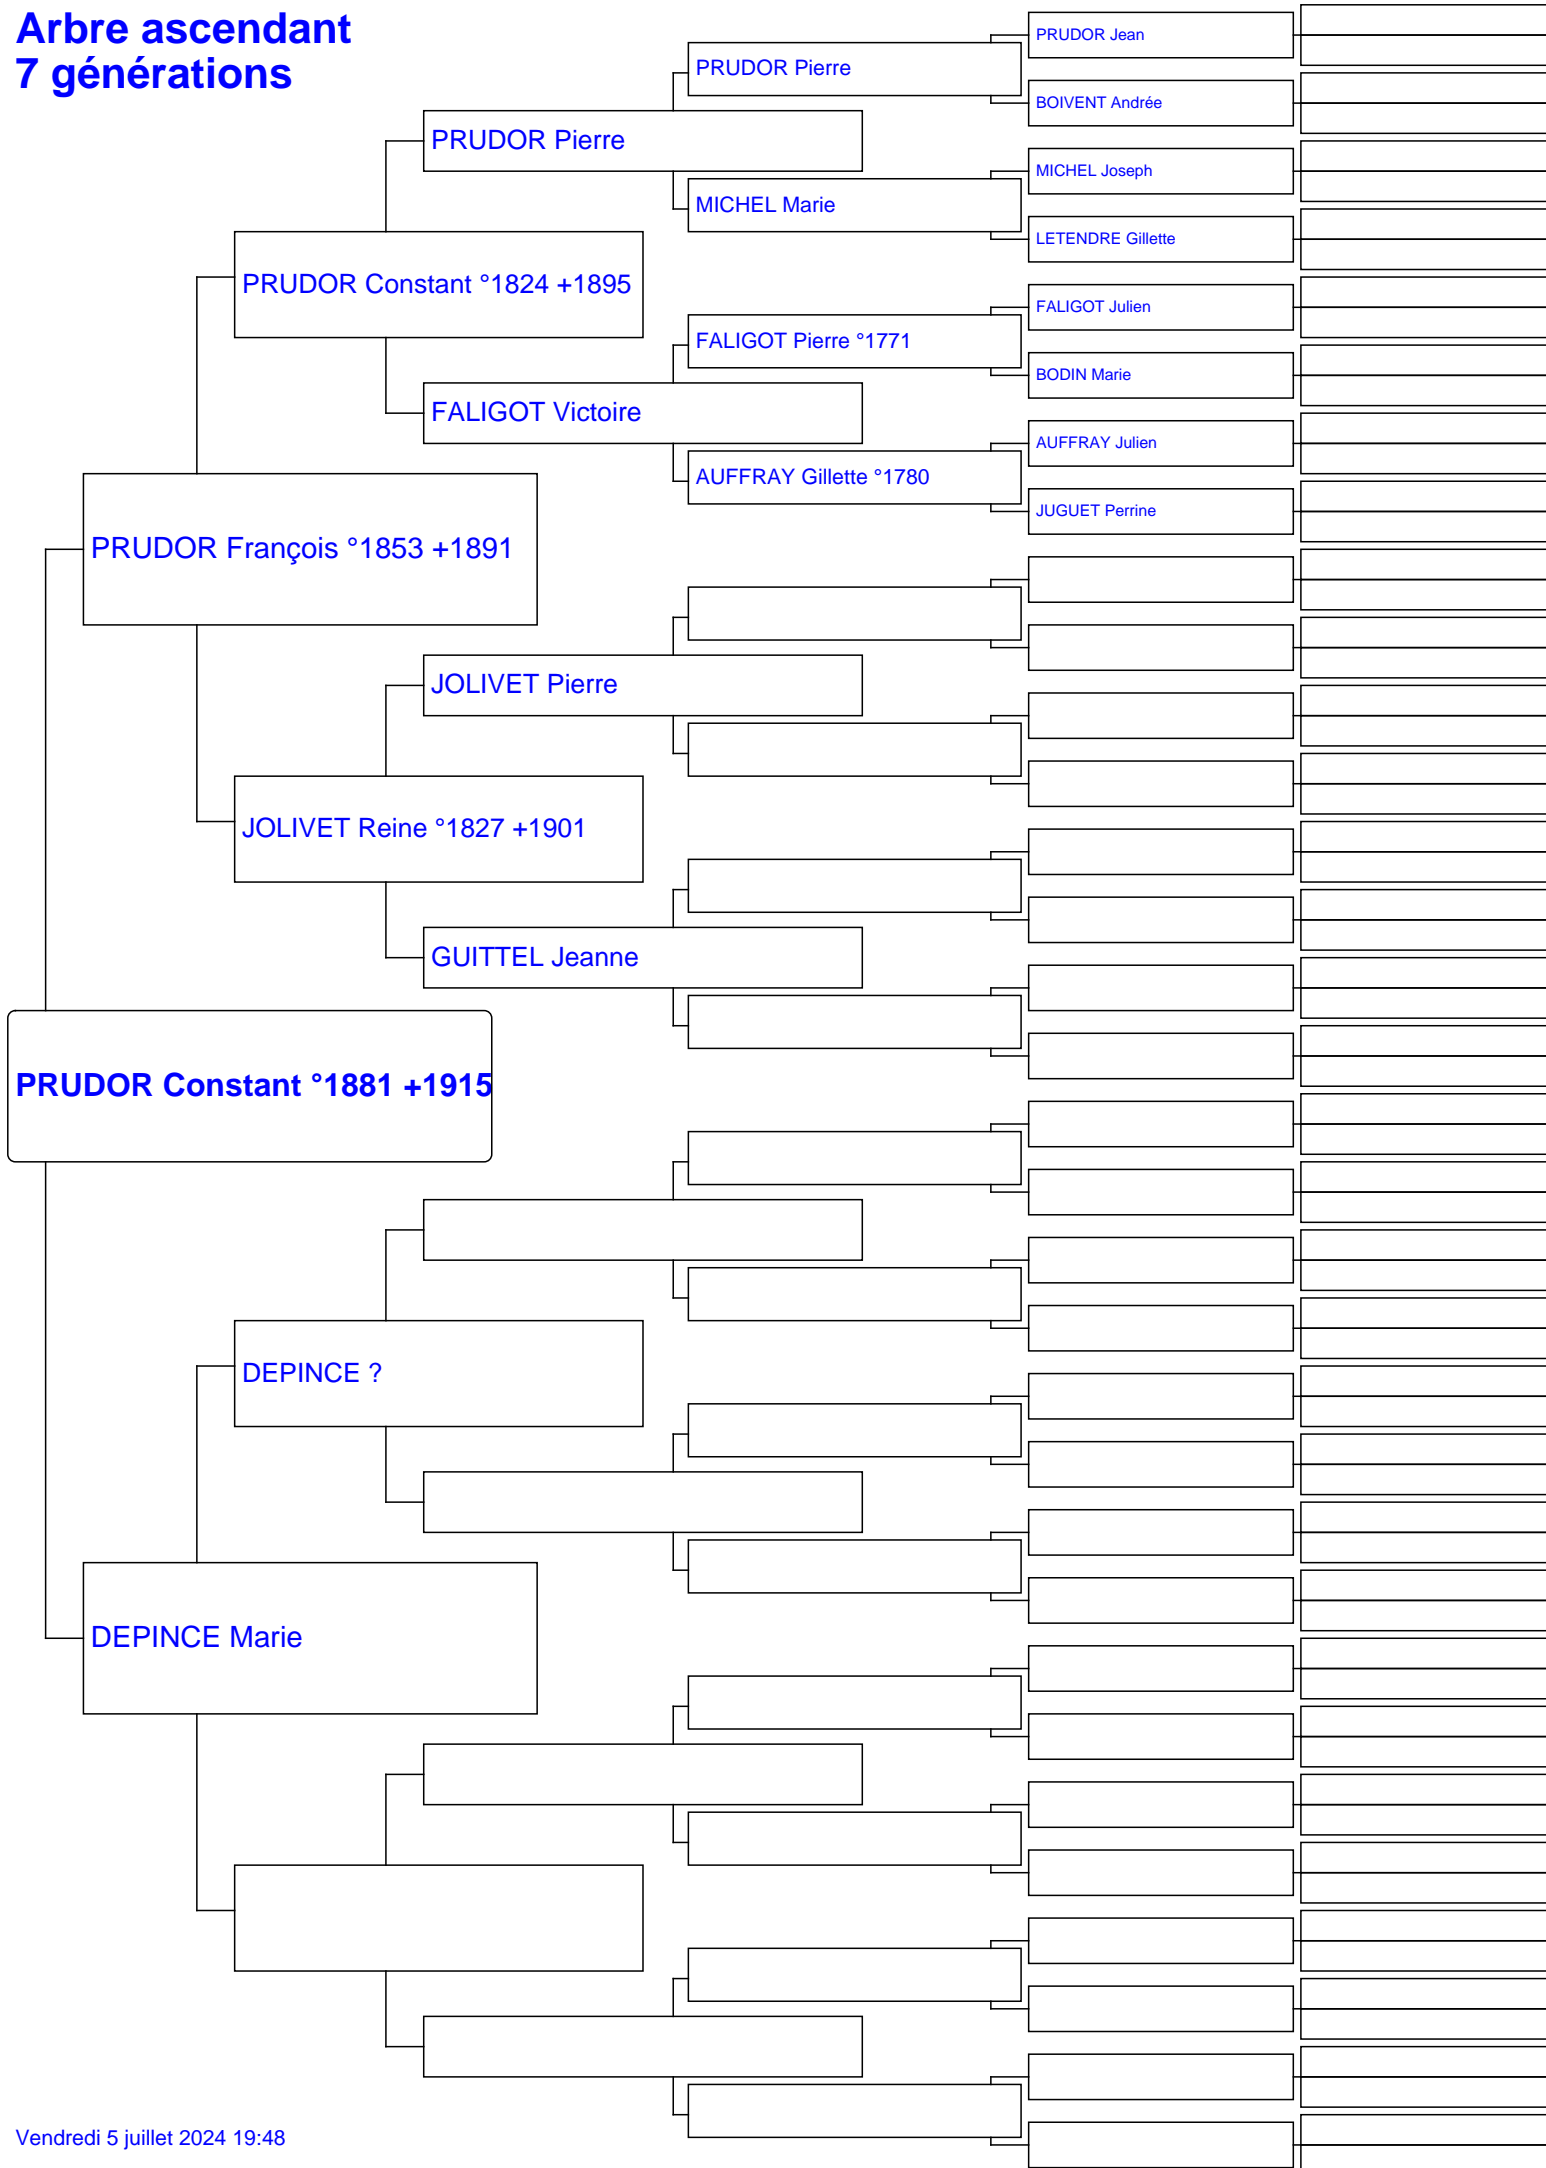 Arbre ascendant
7 générations
PRUDOR Jean
PRUDOR Pierre
BOIVENT Andrée
PRUDOR Pierre
MICHEL Joseph
MICHEL Marie
LETENDRE Gillette
PRUDOR Constant °1824 +1895
FALIGOT Julien
FALIGOT Pierre °1771
BODIN Marie
FALIGOT Victoire
AUFFRAY Julien
AUFFRAY Gillette °1780
JUGUET Perrine
PRUDOR François °1853 +1891
JOLIVET Pierre
JOLIVET Reine °1827 +1901
GUITTEL Jeanne
PRUDOR Constant °1881 +1915
DEPINCE ?
DEPINCE Marie
Vendredi 5 juillet 2024 19:48